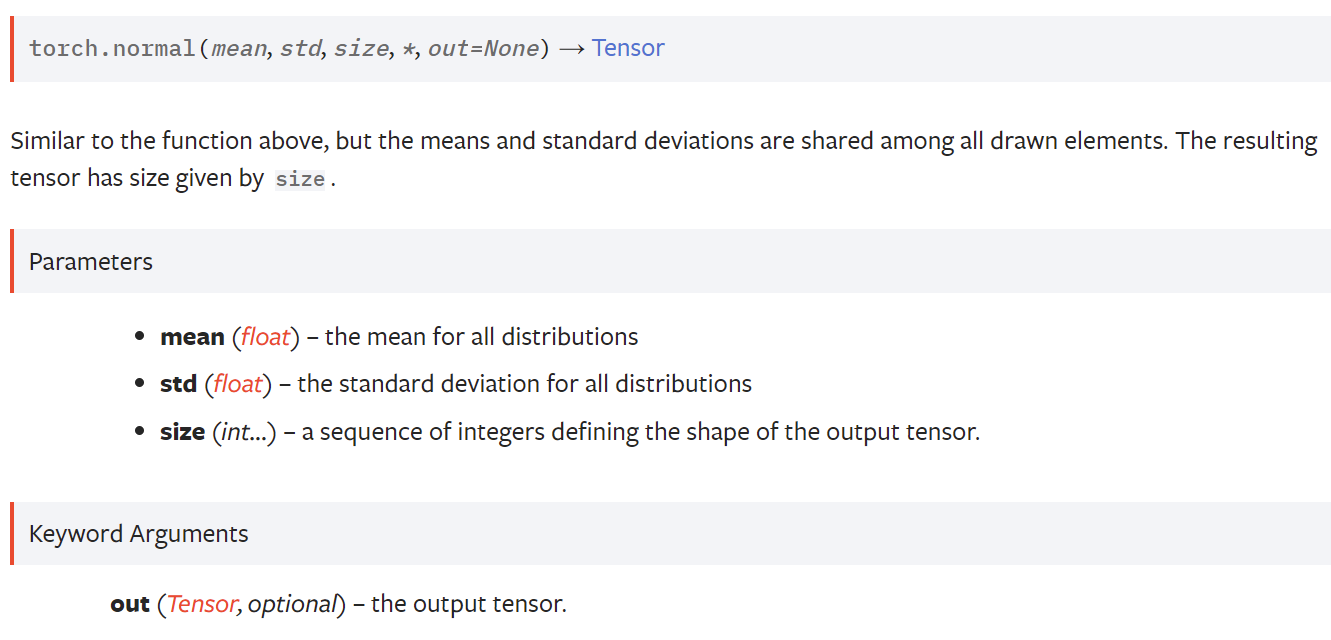 torch.normal(mean, std, size, *, out=None) → Tensor
Similar to the function above, but the means and standard deviations are shared among all drawn elements. The resulting
tensor has size given by size .
Parameters
• mean (float) – the mean for all distributions
• std (float) – the standard deviation for all distributions
• size (int...) – a sequence of integers defining the shape of the output tensor.
Keyword Arguments
out (Tensor, optional) – the output tensor.